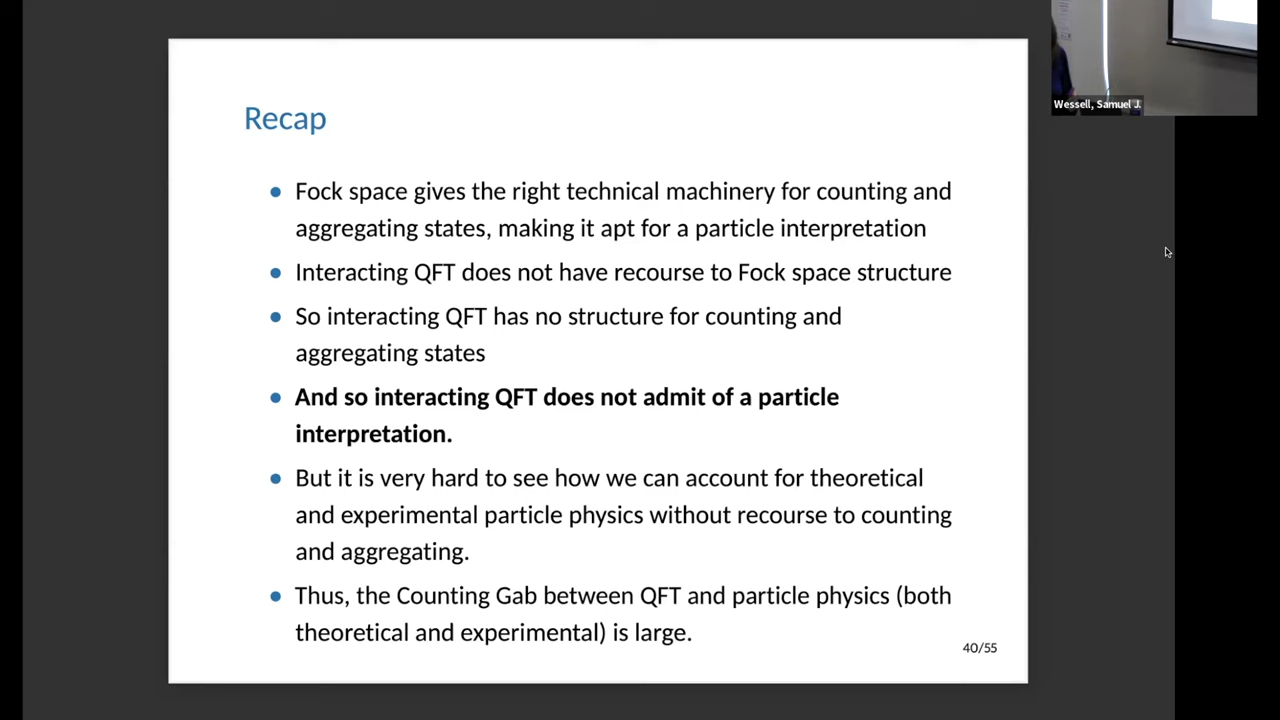 Recap
Fock space gives the right technical machinery for counting and
aggregating states, making it apt for a particle interpretation
Interacting QFT does not have recourse to Fock space structure
So interacting QFT has no structure for counting and
aggregating states
And so interacting QFT does not admit of a particle
interpretation.
But it is very hard to see how we can account for theoretical
and experimental particle physics without recourse to counting
and aggregating.
Thus, the Counting Gab between QFT and particle physics (both
theoretical and experimental) is large.
40/55
Wessell, Samuel J.